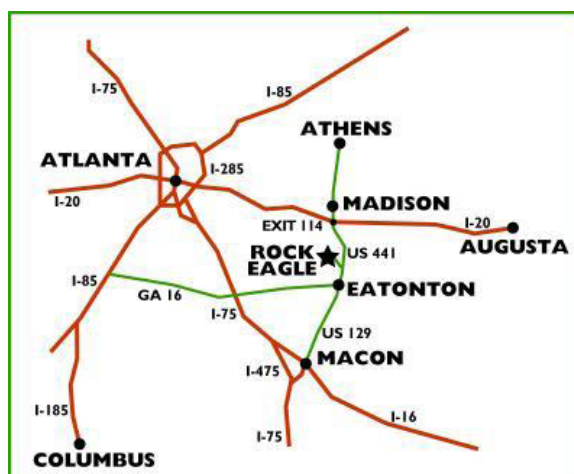 I-75
I-85
ATHENS
ATLANTA
I-285
I-20
MADISON
EXIT 114
I-20
AUGUSTA
ROCK
EAGLE
US 441
I-85
GA 16
EATONTON
I-75
US 129
MACON
I-475
I-185
I-16
I-75
COLUMBUS